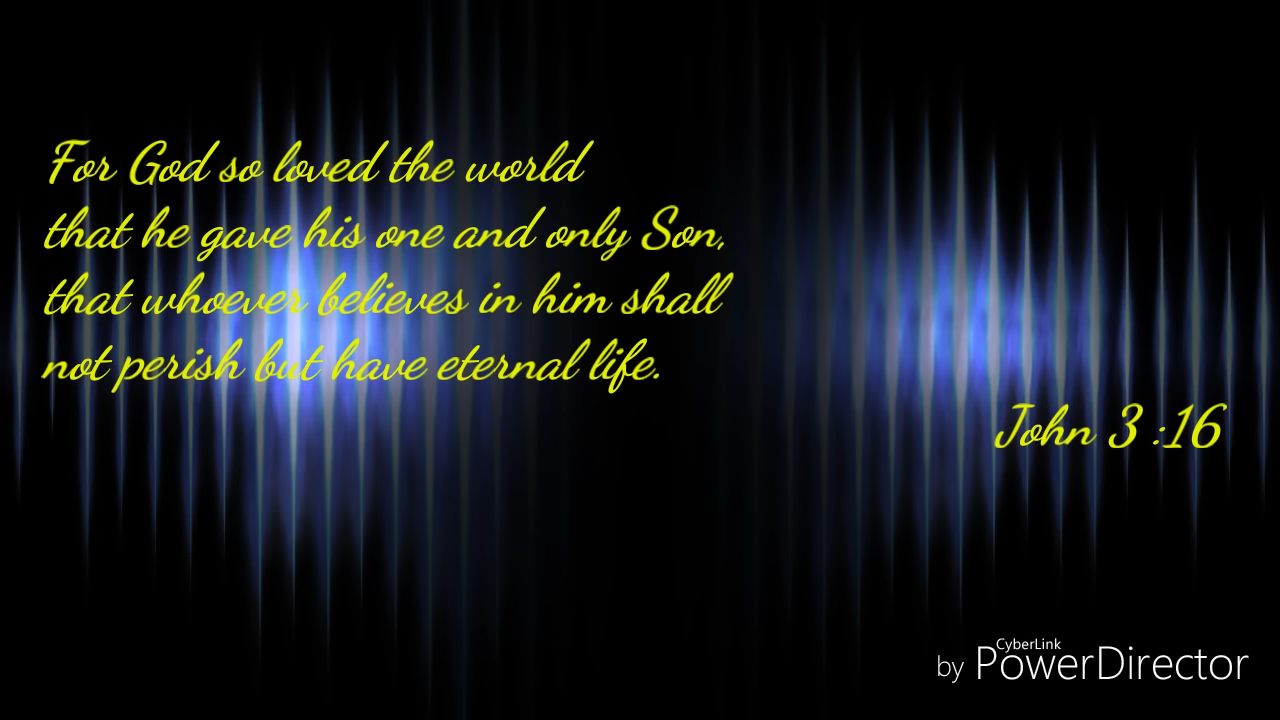 For God so loved the world
that he gave his one and only Son,
that whoever believes in him shall
not perish but have eternal life.
John 3 :16
CyberLink
by PowerDirector